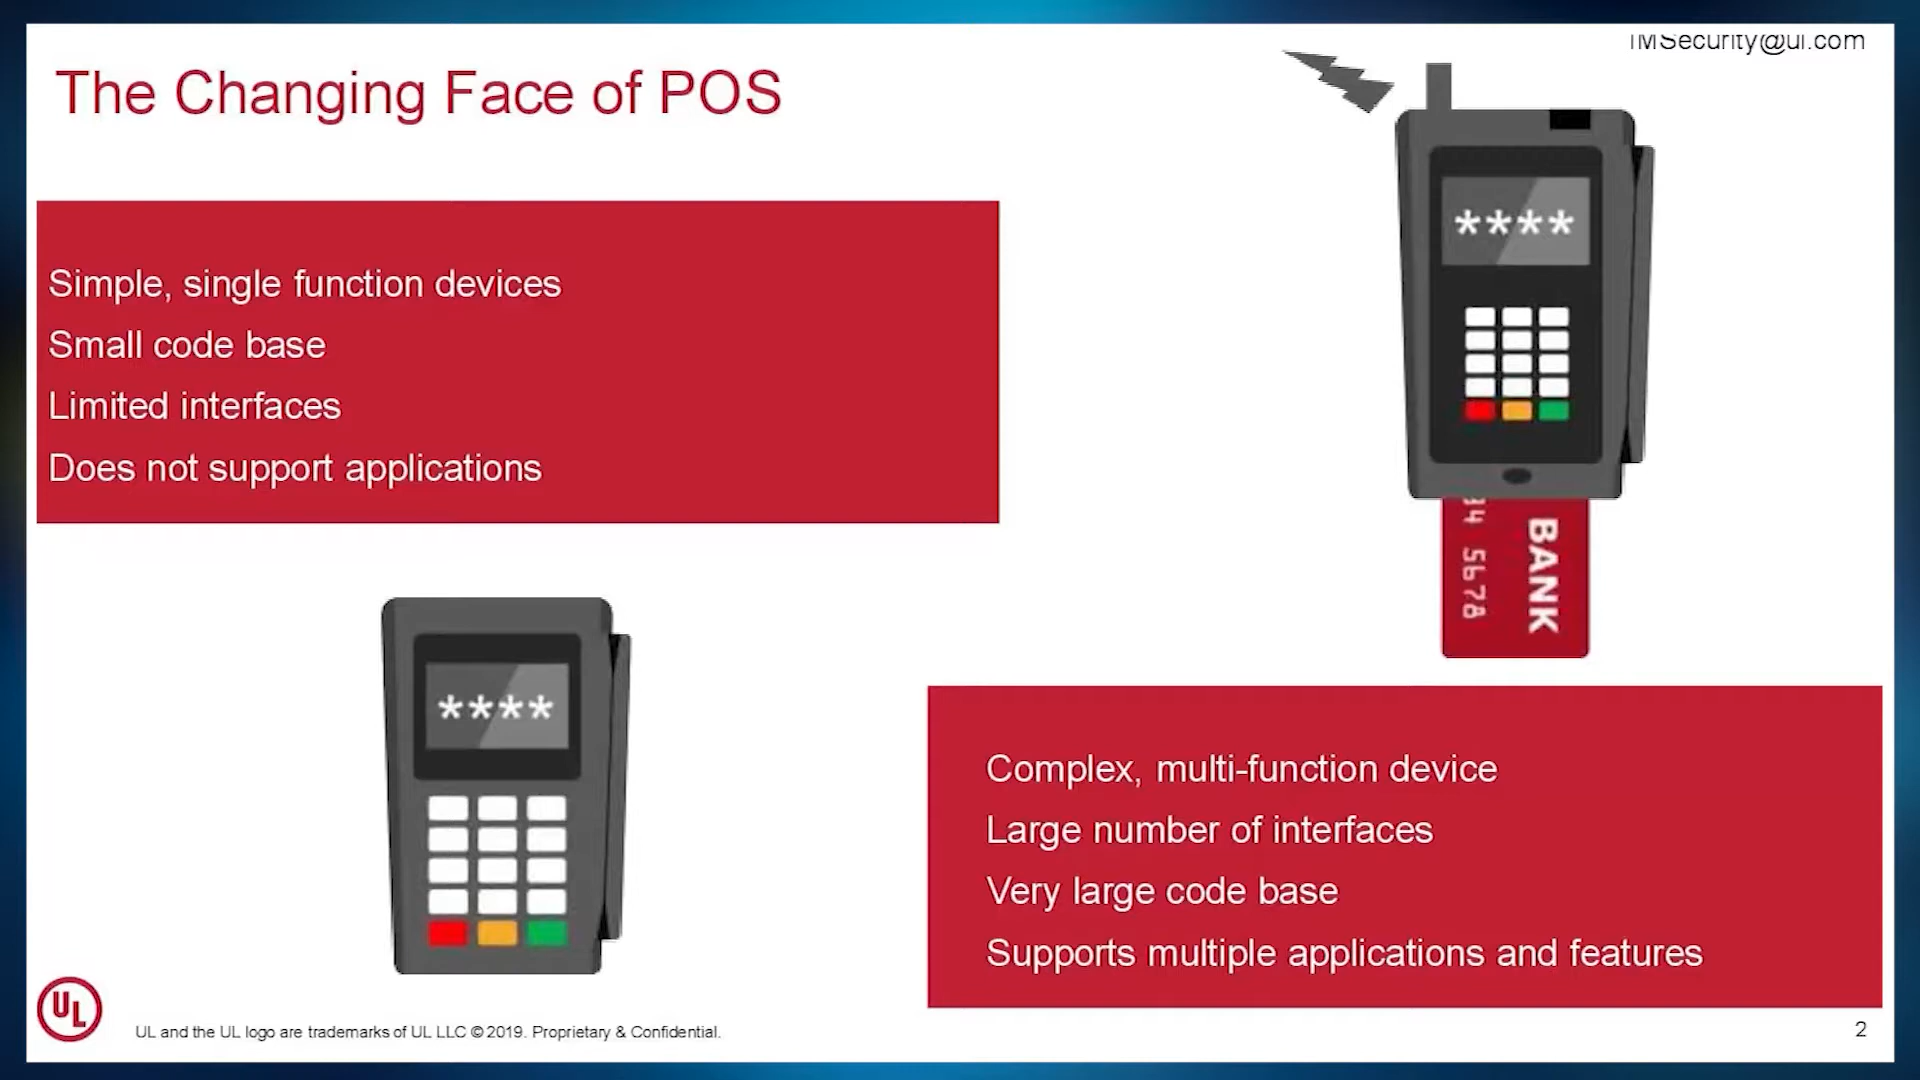 IMSecurity@ul.com
The Changing Face of POS
****
Simple, single function devices
Small code base
Limited interfaces
Does not support applications
34 5678
BANK
****
Complex, multi-function device
Large number of interfaces
Very large code base
Supports multiple applications and features
UL
UL and the UL logo are trademarks of UL LLC © 2019. Proprietary & Confidential.
2